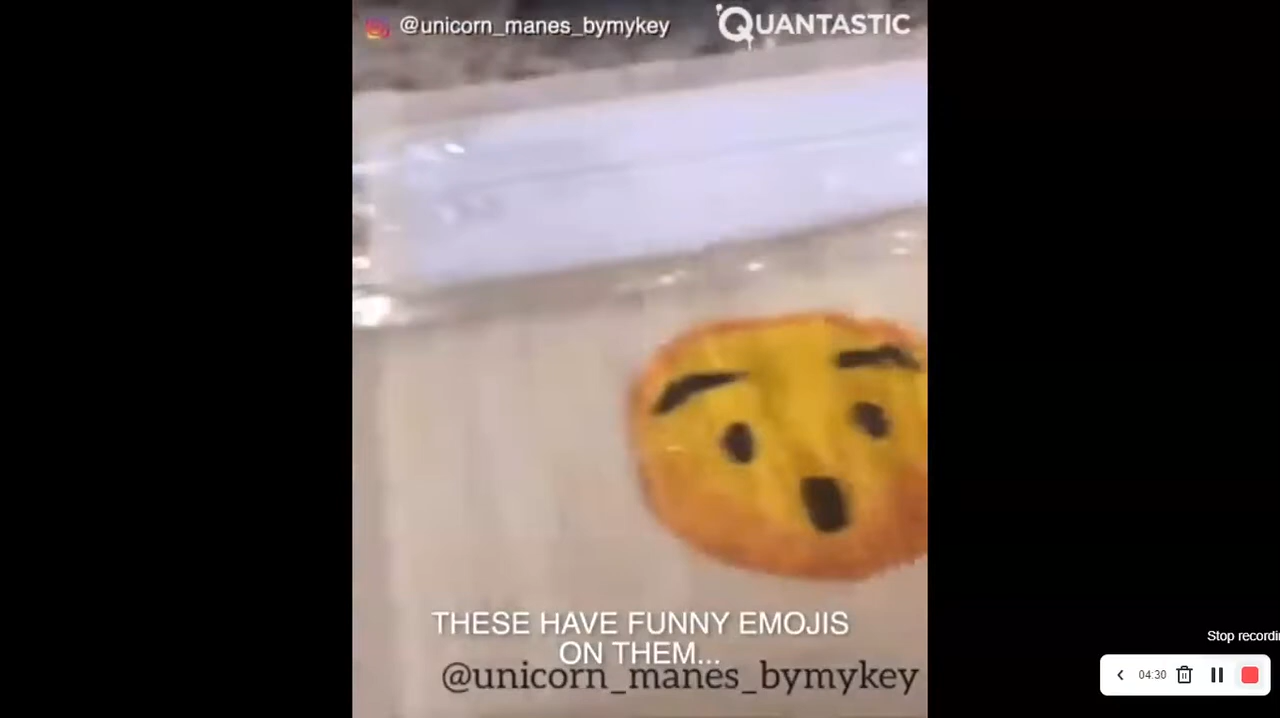 @unicorn_manes_bymykey
QUANTASTIC
THESE HAVE FUNNY EMOJIS
ON THEM...
@unicorn_manes_bymykey
Stop recordi
04:30